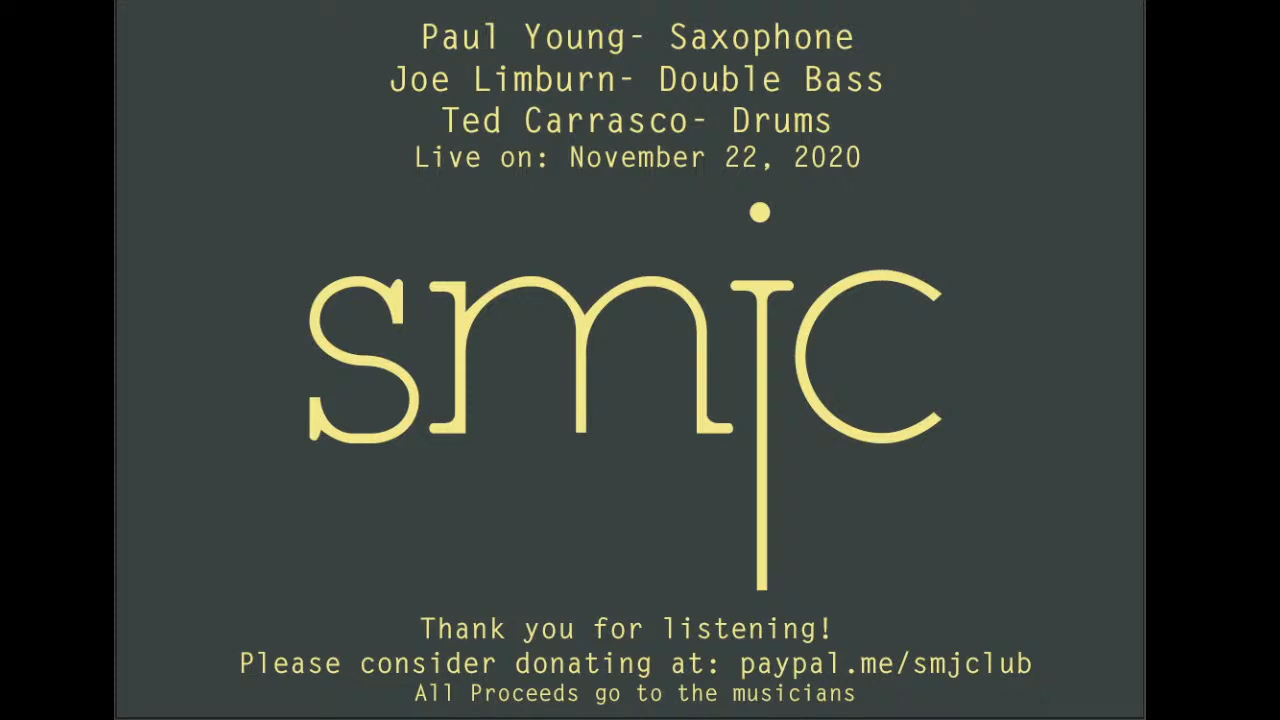 Paul Young- Saxophone
Joe Limburn- Double Bass
Ted Carrasco- Drums
Live on: November 22, 2020
smjc
Thank you for listening!
Please consider donating at: paypal.me/smjclub
All Proceeds go to the musicians